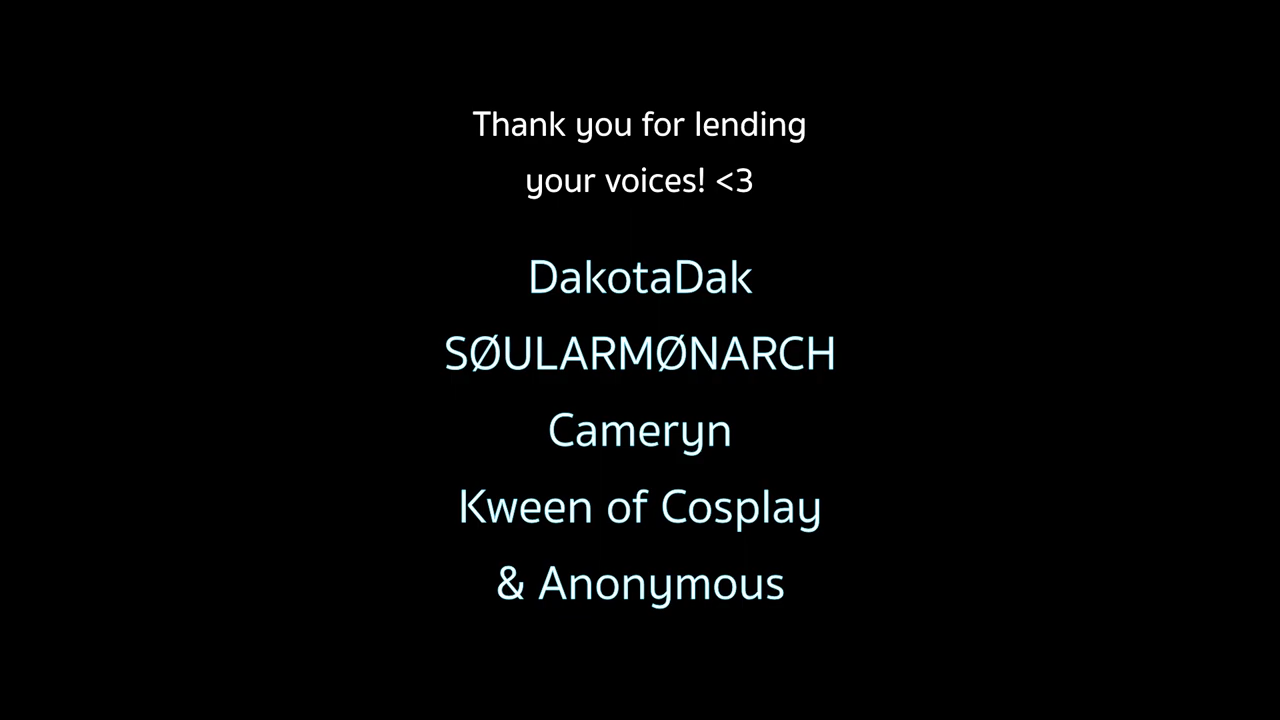 Thank you for lending
your voices! <3
DakotaDak
SØULARMØNARCH
Cameryn
Kween of Cosplay
& Anonymous